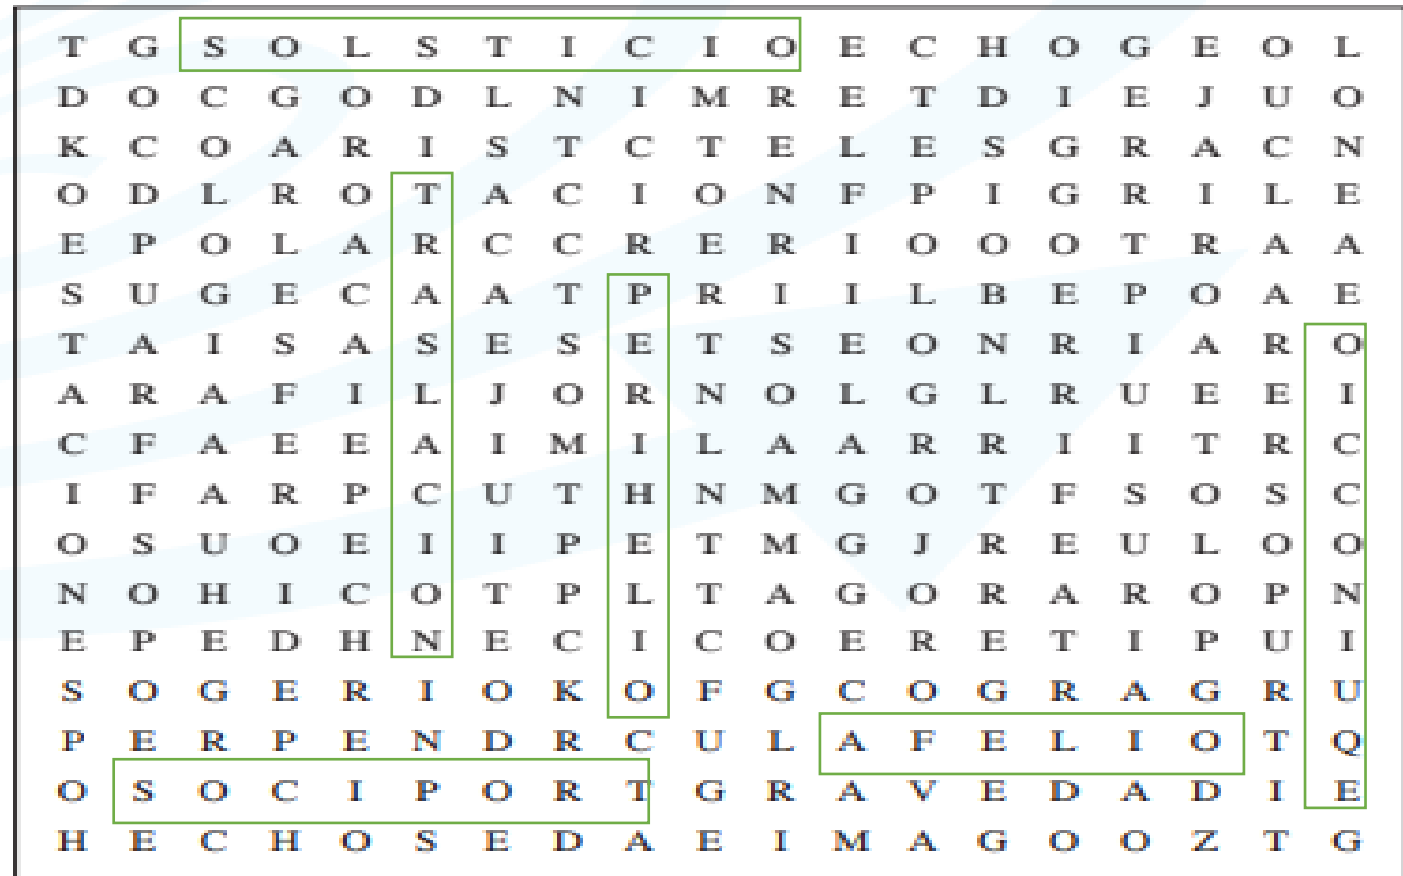 T G S O L S T I C I O E C H O G E O L
D O C G O D L N I M R E T D I E J U O
K C O A R I S T C T E L E S G R A C N
O D L R O T A C I O N F P I G R I L E
E P O L A R C C R E R I O O O T R A A
S U G E C A A T P R I I L B E P O A E
T A I S A S E S E T S E O N R I A R O
A R A F I L J O R N O L G L R U E E I
C F A E E A I M I L A A R R I I T R C
I F A R P C U T H N M G O T F S O S C
O S U O E I I P E T M G J R E U L O O
N O H I C O T P L T A G O R A R O P N
E P E D H N E C I C O E R E T I P U I
S O G E R I O K O F G C O G R A G R U
P E R P E N D R C U L A F E L I O T Q
O S O C I P O R T G R A V E D A D I E
H E C H O S E D A E I M A G O O Z T G